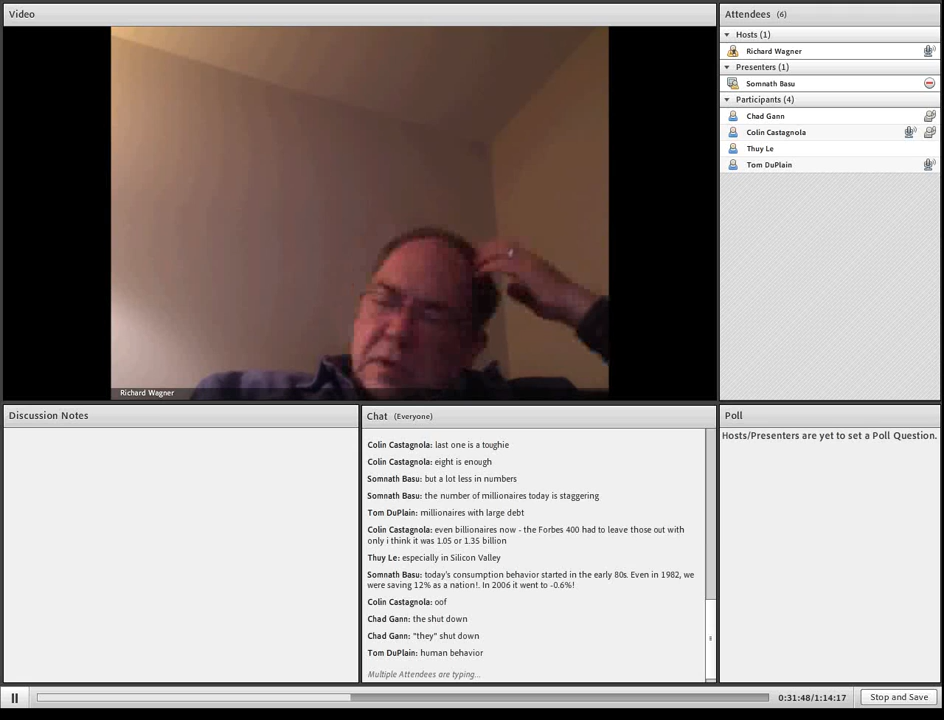 Video
Richard Wagner
Attendees (6)
Hosts (1)
Richard Wagner
Presenters (1)
Somnath Basu
Participants (4)
Chad Gann
Colin Castagnola
Thuy Le
Tom DuPlain
Discussion Notes
Chat (Everyone)
Colin Castagnola: last one is a toughie
Colin Castagnola: eight is enough
Somnath Basu: but a lot less in numbers
Somnath Basu: the number of millionaires today is staggering
Tom DuPlain: millionaires with large debt
Colin Castagnola: even billionaires now - the Forbes 400 had to leave those out with
only i think it was 1.05 or 1.35 billion
Thuy Le: especially in Silicon Valley
Somnath Basu: today's consumption behavior started in the early 80s. Even in 1982, we
were saving 12% as a nation!. In 2006 it went to -0.6%!
Colin Castagnola: oof
Chad Gann: the shut down
Chad Gann: "they" shut down
Tom DuPlain: human behavior
Multiple Attendees are typing...
Poll
Hosts/Presenters are yet to set a Poll Question.
0:31:48/1:14:17
Stop and Save